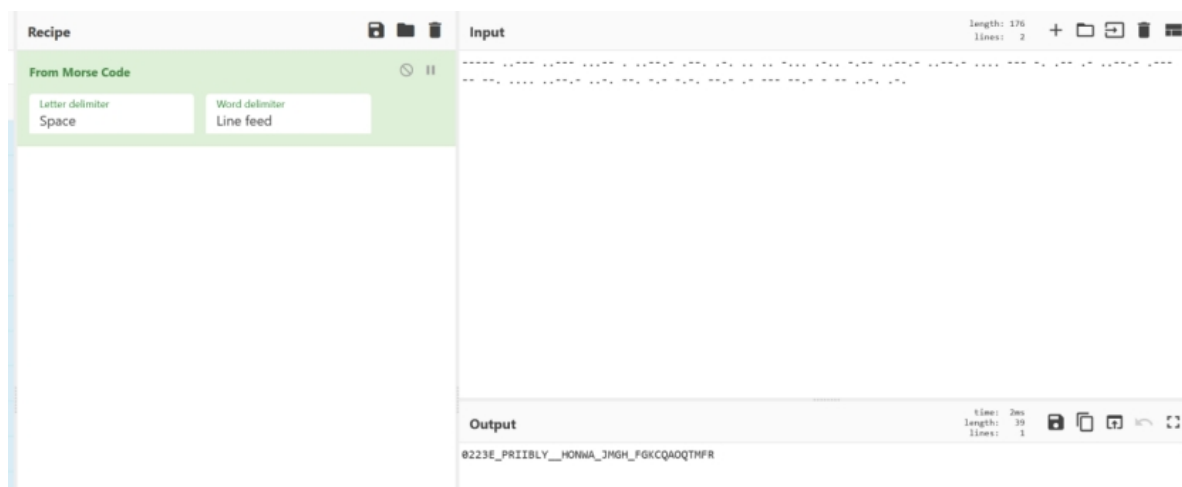 Recipe
Input
length: 176
lines: 2
From Morse Code
Letter delimiter
Space
Word delimiter
Line feed
----- ..--- ..--- ...-- . ..--.- .--. .-. .. .. -... .-.. -.-- ..--.- ..--.- .... --- -. .-- .- ..--.- .---
-- --. .... ..--.- ..-. --. -.- -.-. --.- .- --- --.- - -- ..-. .-.
Output
time: 2ms
length: 39
lines: 1
0223E_PRIIBLY__HONWA_JMGH_FGKCQAOQTMFR